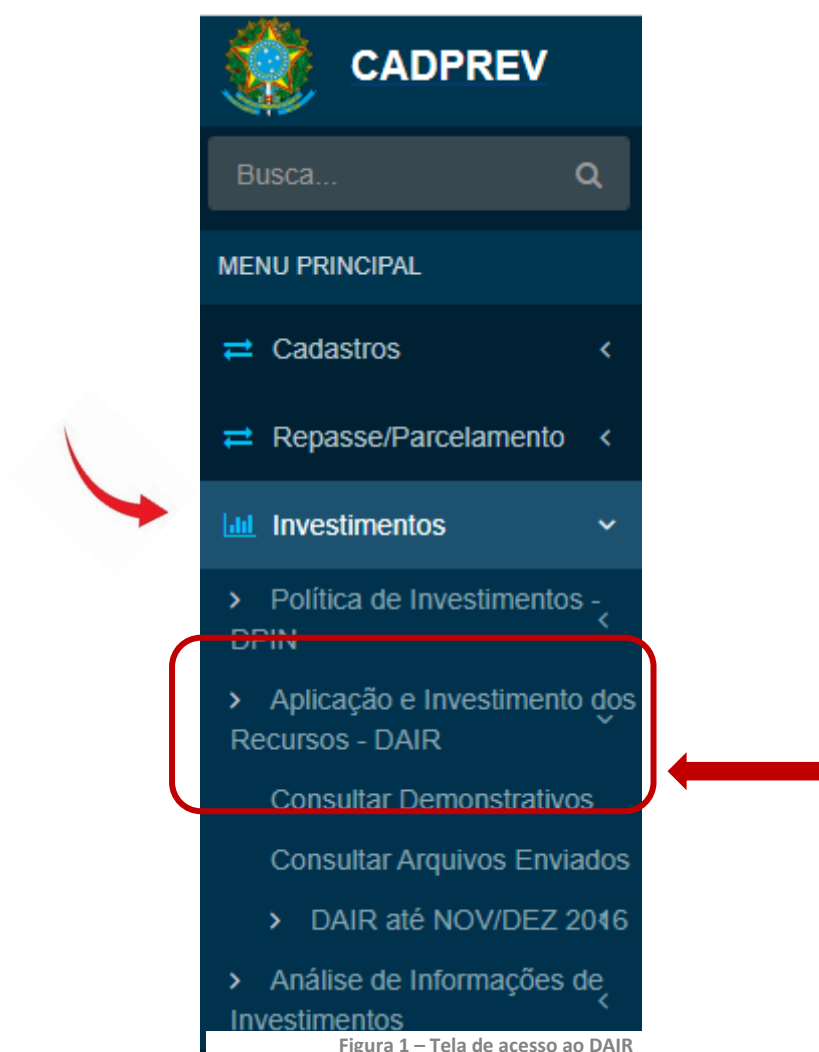 CADPREV
Busca...
MENU PRINCIPAL
Cadastros
Repasse/Parcelamento
Investimentos
Política de Investimentos -
DPIN
Aplicação e Investimento dos
Recursos - DAIR
Consultar Demonstrativos
Consultar Arquivos Enviados
DAIR até NOV/DEZ 2016
Análise de Informações de
Investimentos
Figura 1 – Tela de acesso ao DAIR